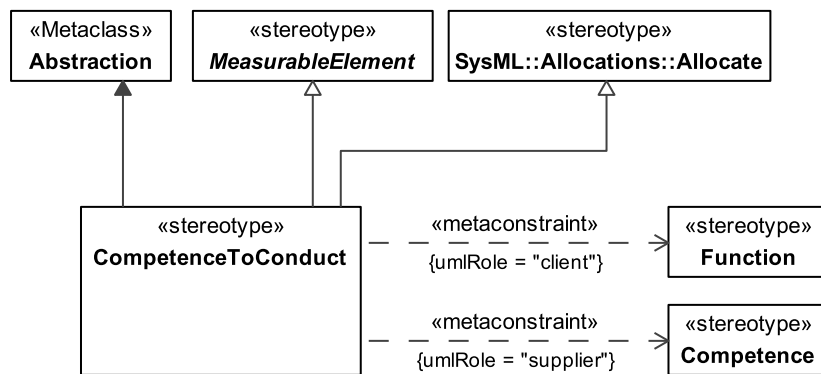 «Metaclass»
Abstraction
«stereotype»
MeasurableElement
«stereotype»
SysML::Allocations::Allocate
«stereotype»
CompetenceToConduct
«metaconstraint»
{umlRole = "client"}
«stereotype»
Function
«metaconstraint»
{umlRole = "supplier"}
«stereotype»
Competence